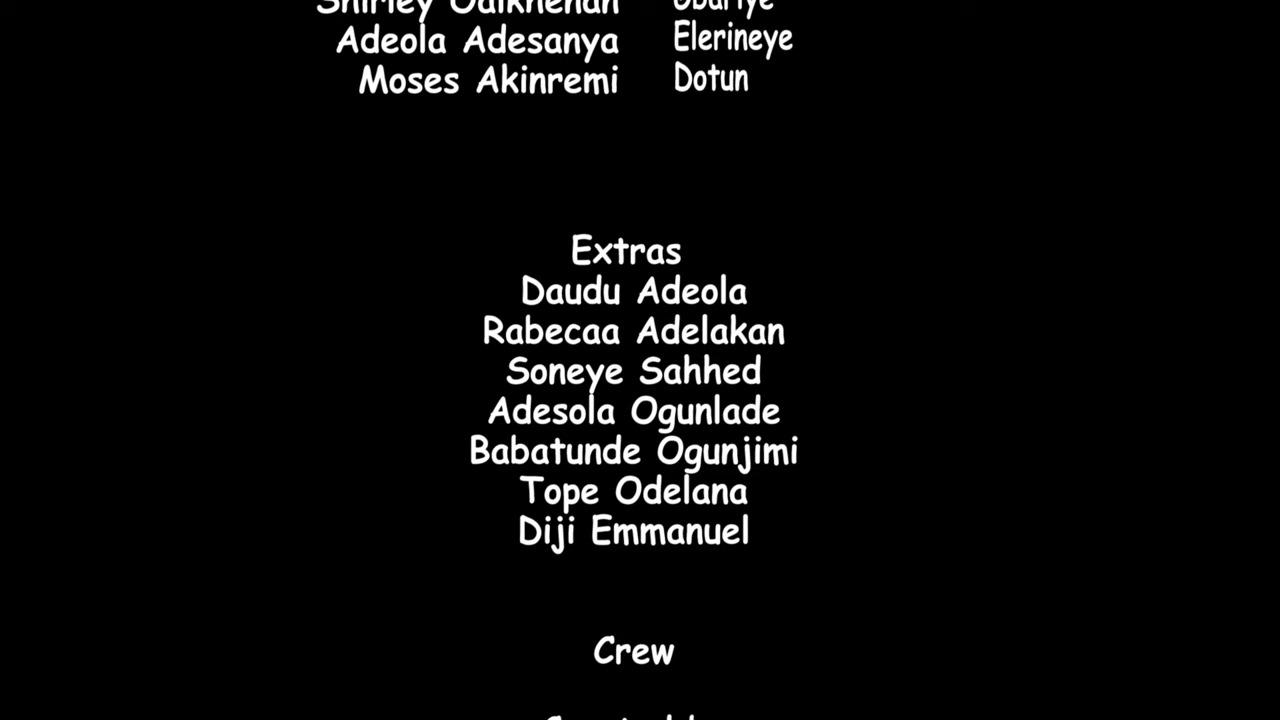 Shirley
Adeola Adesanya Elerineye
Moses Akinremi Dotun
Extras
Daudu Adeola
Rabecaa Adelakan
Soneye Sahhed
Adesola Ogunlade
Babatunde Ogunjimi
Tope Odelana
Diji Emmanuel
Crew